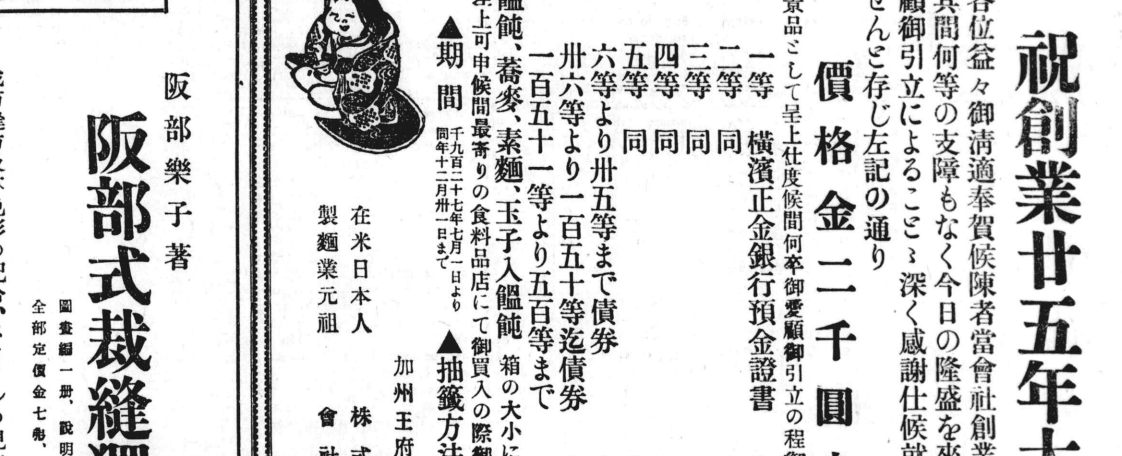 祝創業廿五年
各位益々御淸適奉賀候陳者當會社創業
其間何等の支障もなく今日の隆盛を來
顧御引立によることゝ深く感謝仕候就
せんと存じ左記の通り
價格金二千圓
景品として呈上仕度候間何卒御愛顧御引立の程御
一等 橫濱正金銀行預金證書
二等 同
三等 同
四等 同
五等 同
六等より卅五等まで債券
卅六等より一百五十等迄債券
一百五十一等より五百等まで
饂飩、蕎麥、素麵、玉子入饂飩 箱の大小に
上可申候間最寄りの食料品店にて御買入の際御
▲期間 千九百二十七年七月一日より
同年十二月卅一日まで ▲抽籤方法
加州王府
在米日本人 株式
製麵業元祖 會社
阪部樂子著
阪部式裁縫
圖畫編一册、說明
全部定價金七弗、